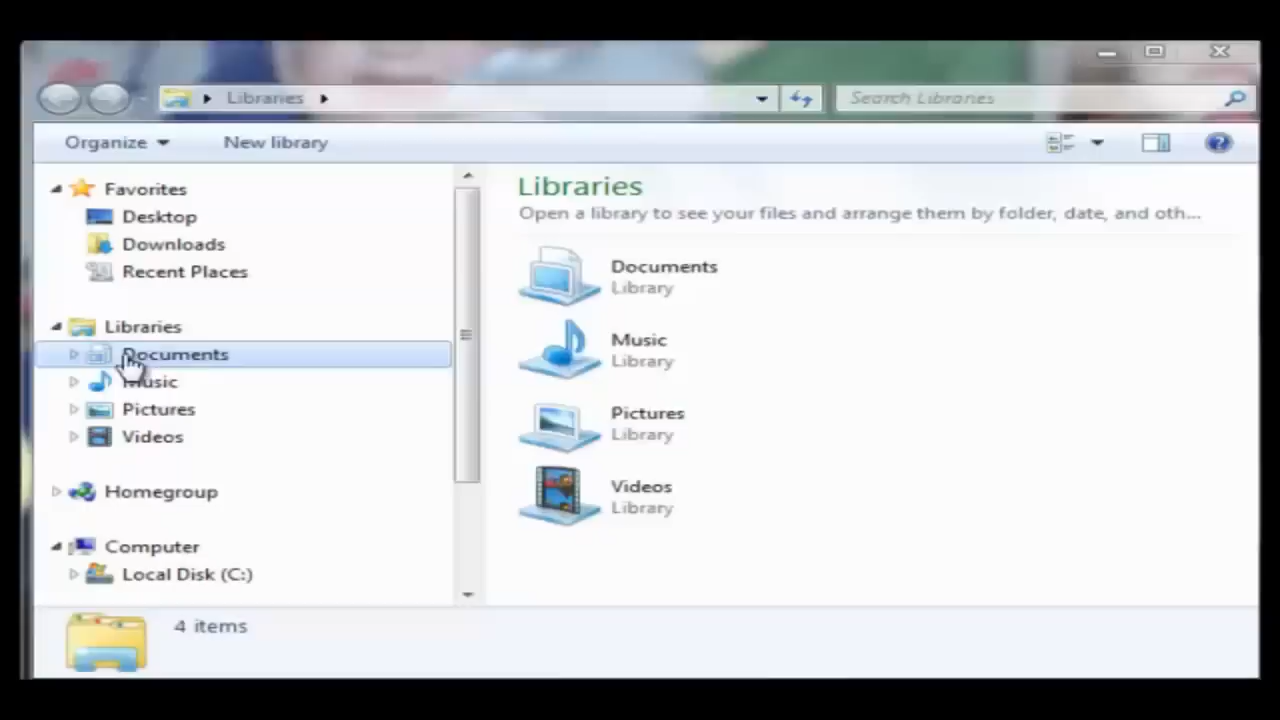 Libraries
Search Libraries
Organize
New library
Favorites
Desktop
Downloads
Recent Places
Libraries
Documents
Music
Pictures
Videos
Homegroup
Computer
Local Disk (C:)
Libraries
Open a library to see your files and arrange them by folder, date, and oth...
Documents
Library
Music
Library
Pictures
Library
Videos
Library
4 items